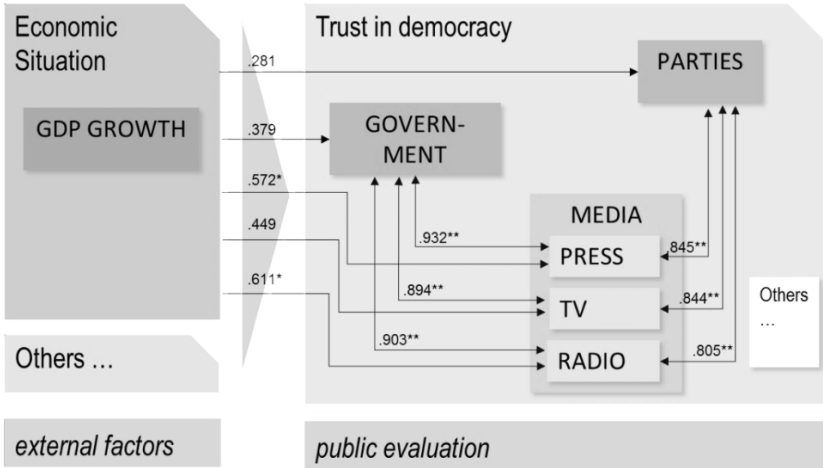 Economic
Situation
GDP GROWTH
Others …
external factors
.281
.379
.572*
.449
.611*
Trust in democracy
PARTIES
GOVERN-
MENT
MEDIA
.932**
PRESS
.845**
.894**
TV
.844**
.903**
RADIO
.805**
Others
…
public evaluation